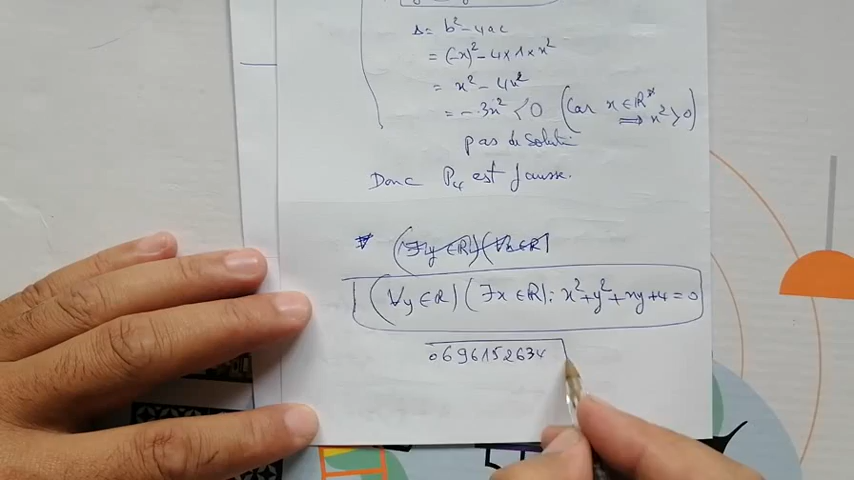 Δ = b² - 4ac
= (-x)² - 4 x 1 x x²
= x² - 4x²
= -3x² < 0 (Car x ∈ ℝ* ⟹ x² > 0)
pas de Soluti
Donc P₄ est fausse.
(∀y ∈ ℝ) (∃x ∈ ℝ): x² + y² + xy + 4 = 0
0696152634